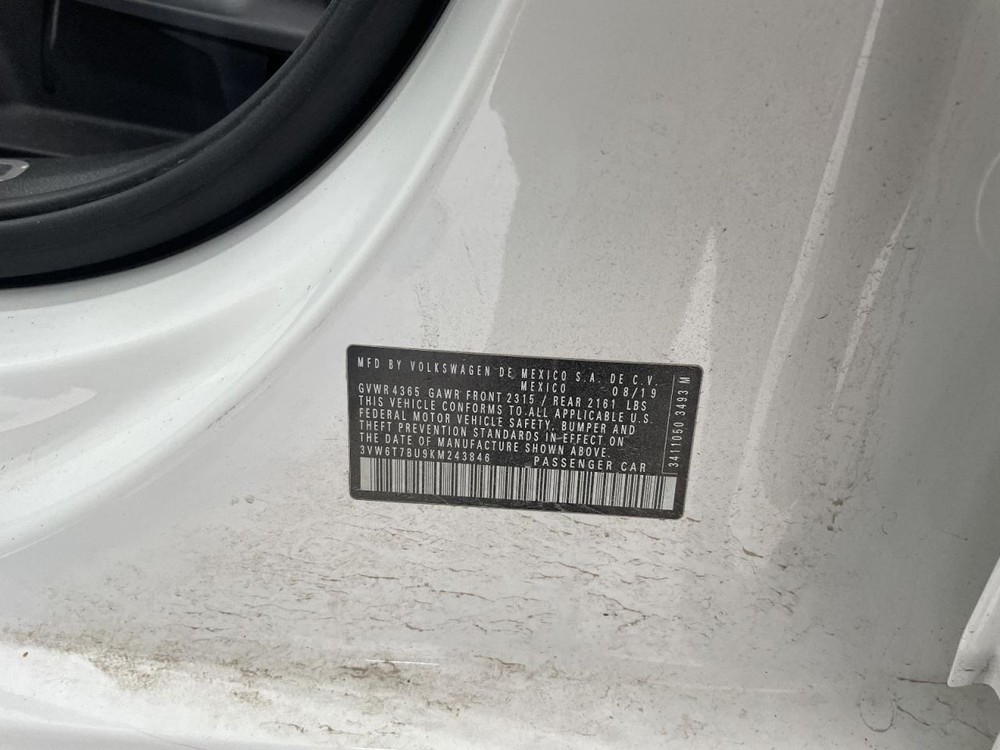 MFD BY VOLKSWAGEN DE MEXICO S.A. DE C.V.
MEXICO 08/19
GVWR 4365 GAWR FRONT 2315 / REAR 2161 LBS
THIS VEHICLE CONFORMS TO ALL APPLICABLE U.S.
FEDERAL MOTOR VEHICLE SAFETY, BUMPER AND
THEFT PREVENTION STANDARDS IN EFFECT ON
THE DATE OF MANUFACTURE SHOWN ABOVE.
3VW6T7BU9KM243846 PASSENGER CAR
34111050 3493 M